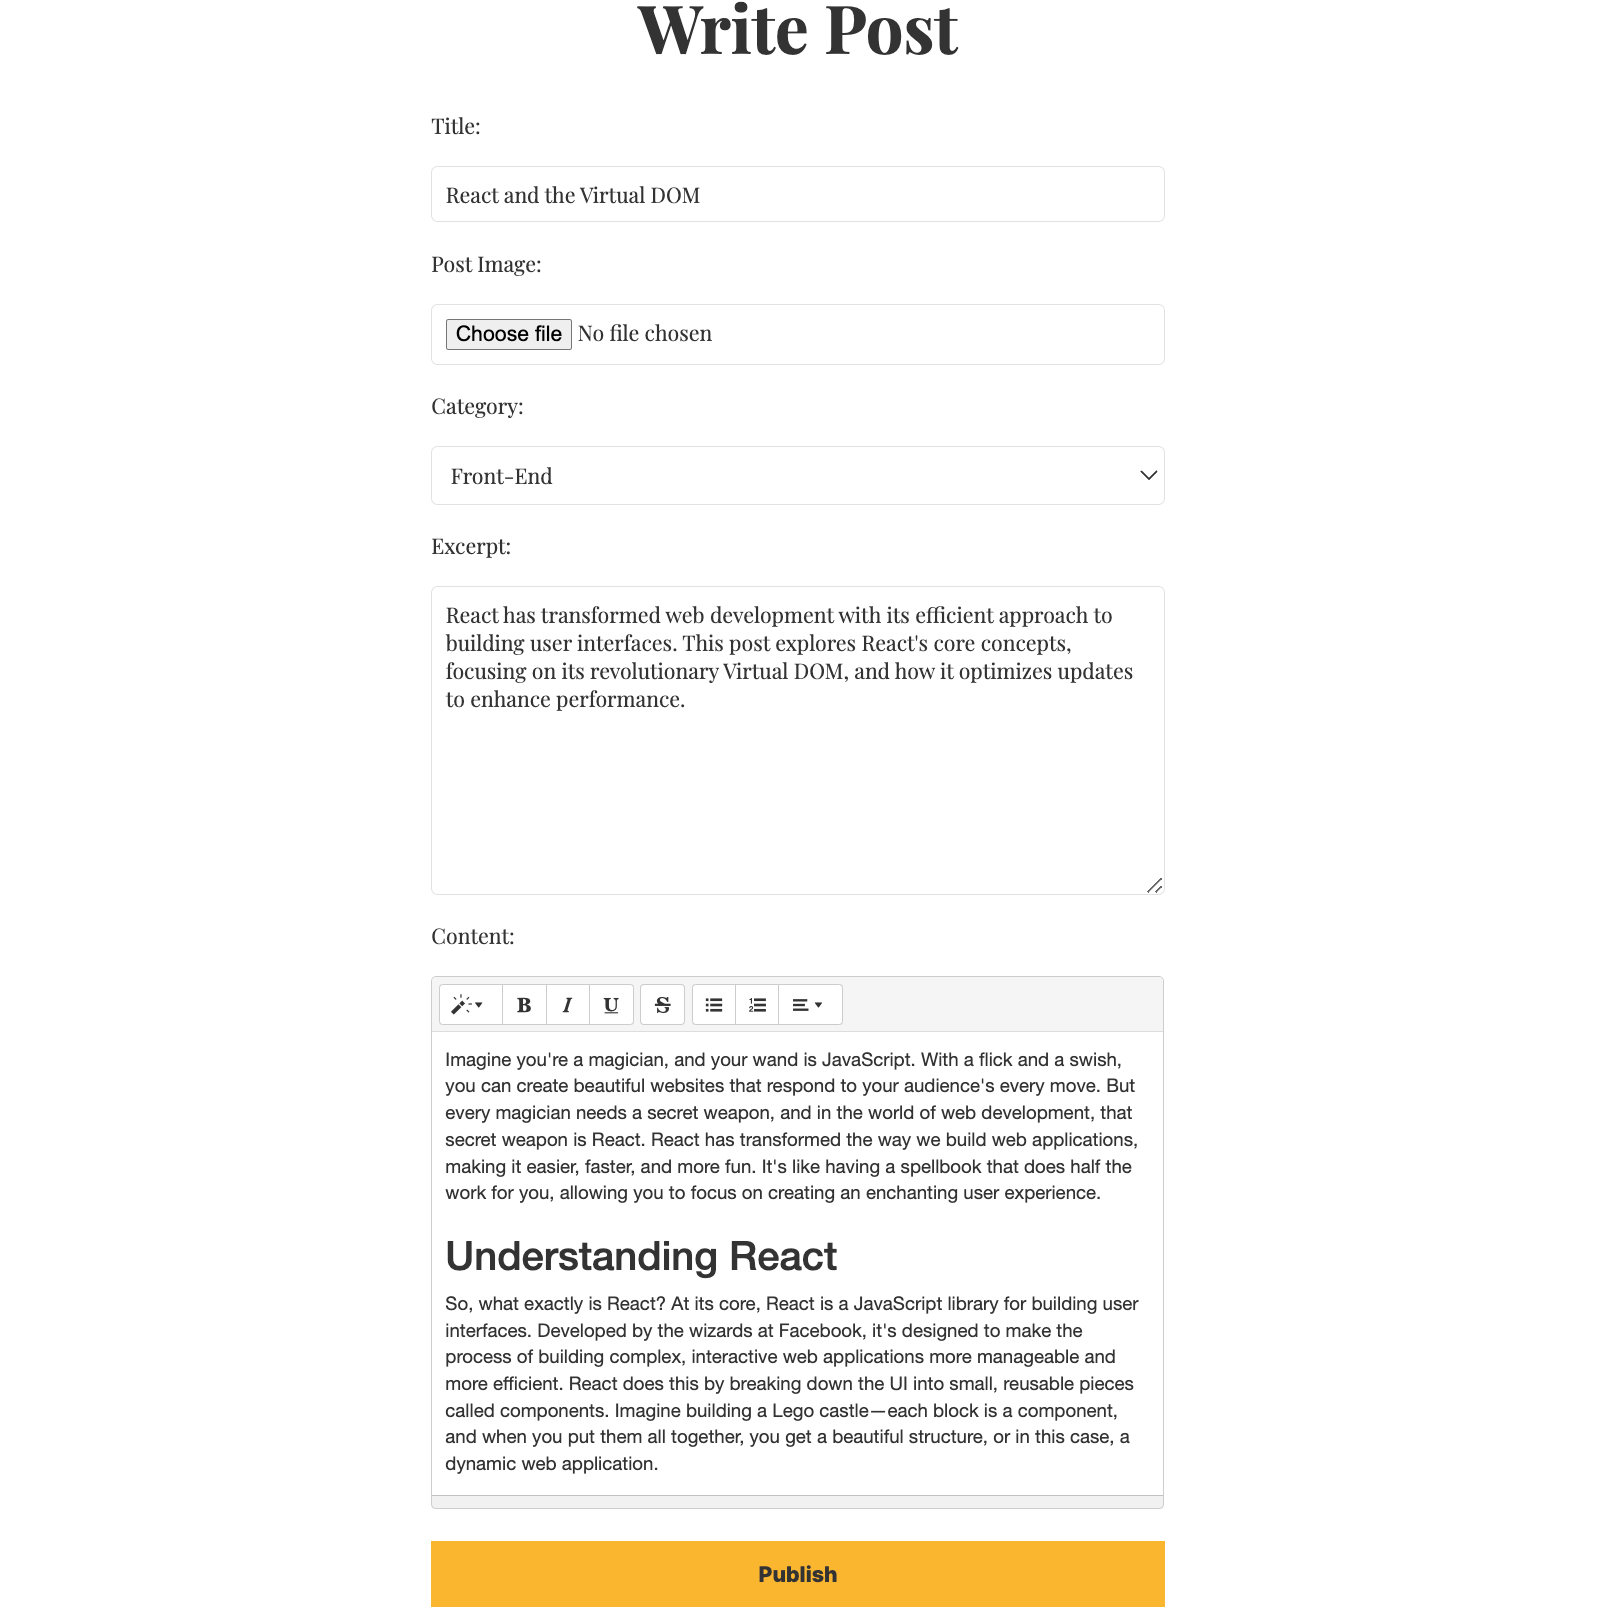 Write Post
Title:
React and the Virtual DOM
Post Image:
Choose file No file chosen
Category:
Front-End
Excerpt:
React has transformed web development with its efficient approach to
building user interfaces. This post explores React's core concepts,
focusing on its revolutionary Virtual DOM, and how it optimizes updates
to enhance performance.
Content:
B I U S
Imagine you're a magician, and your wand is JavaScript. With a flick and a swish,
you can create beautiful websites that respond to your audience's every move. But
every magician needs a secret weapon, and in the world of web development, that
secret weapon is React. React has transformed the way we build web applications,
making it easier, faster, and more fun. It's like having a spellbook that does half the
work for you, allowing you to focus on creating an enchanting user experience.
Understanding React
So, what exactly is React? At its core, React is a JavaScript library for building user
interfaces. Developed by the wizards at Facebook, it's designed to make the
process of building complex, interactive web applications more manageable and
more efficient. React does this by breaking down the UI into small, reusable pieces
called components. Imagine building a Lego castle—each block is a component,
and when you put them all together, you get a beautiful structure, or in this case, a
dynamic web application.
Publish